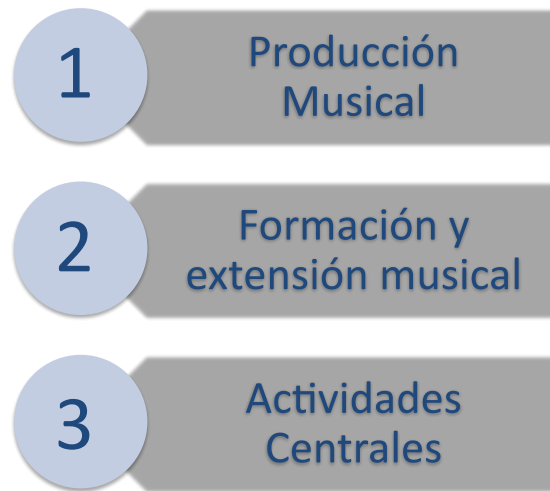 1
Producción
Musical
2
Formación y
extensión musical
3
Actividades
Centrales